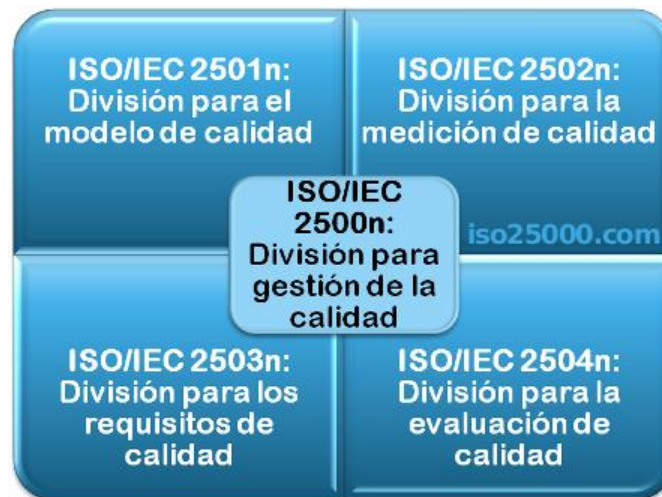 ISO/IEC 2501n:
División para el
modelo de calidad
ISO/IEC 2502n:
División para la
medición de calidad
ISO/IEC
2500n:
División para
gestión de la
calidad
iso25000.com
ISO/IEC 2503n:
División para los
requisitos de
calidad
ISO/IEC 2504n:
División para la
evaluación de
calidad